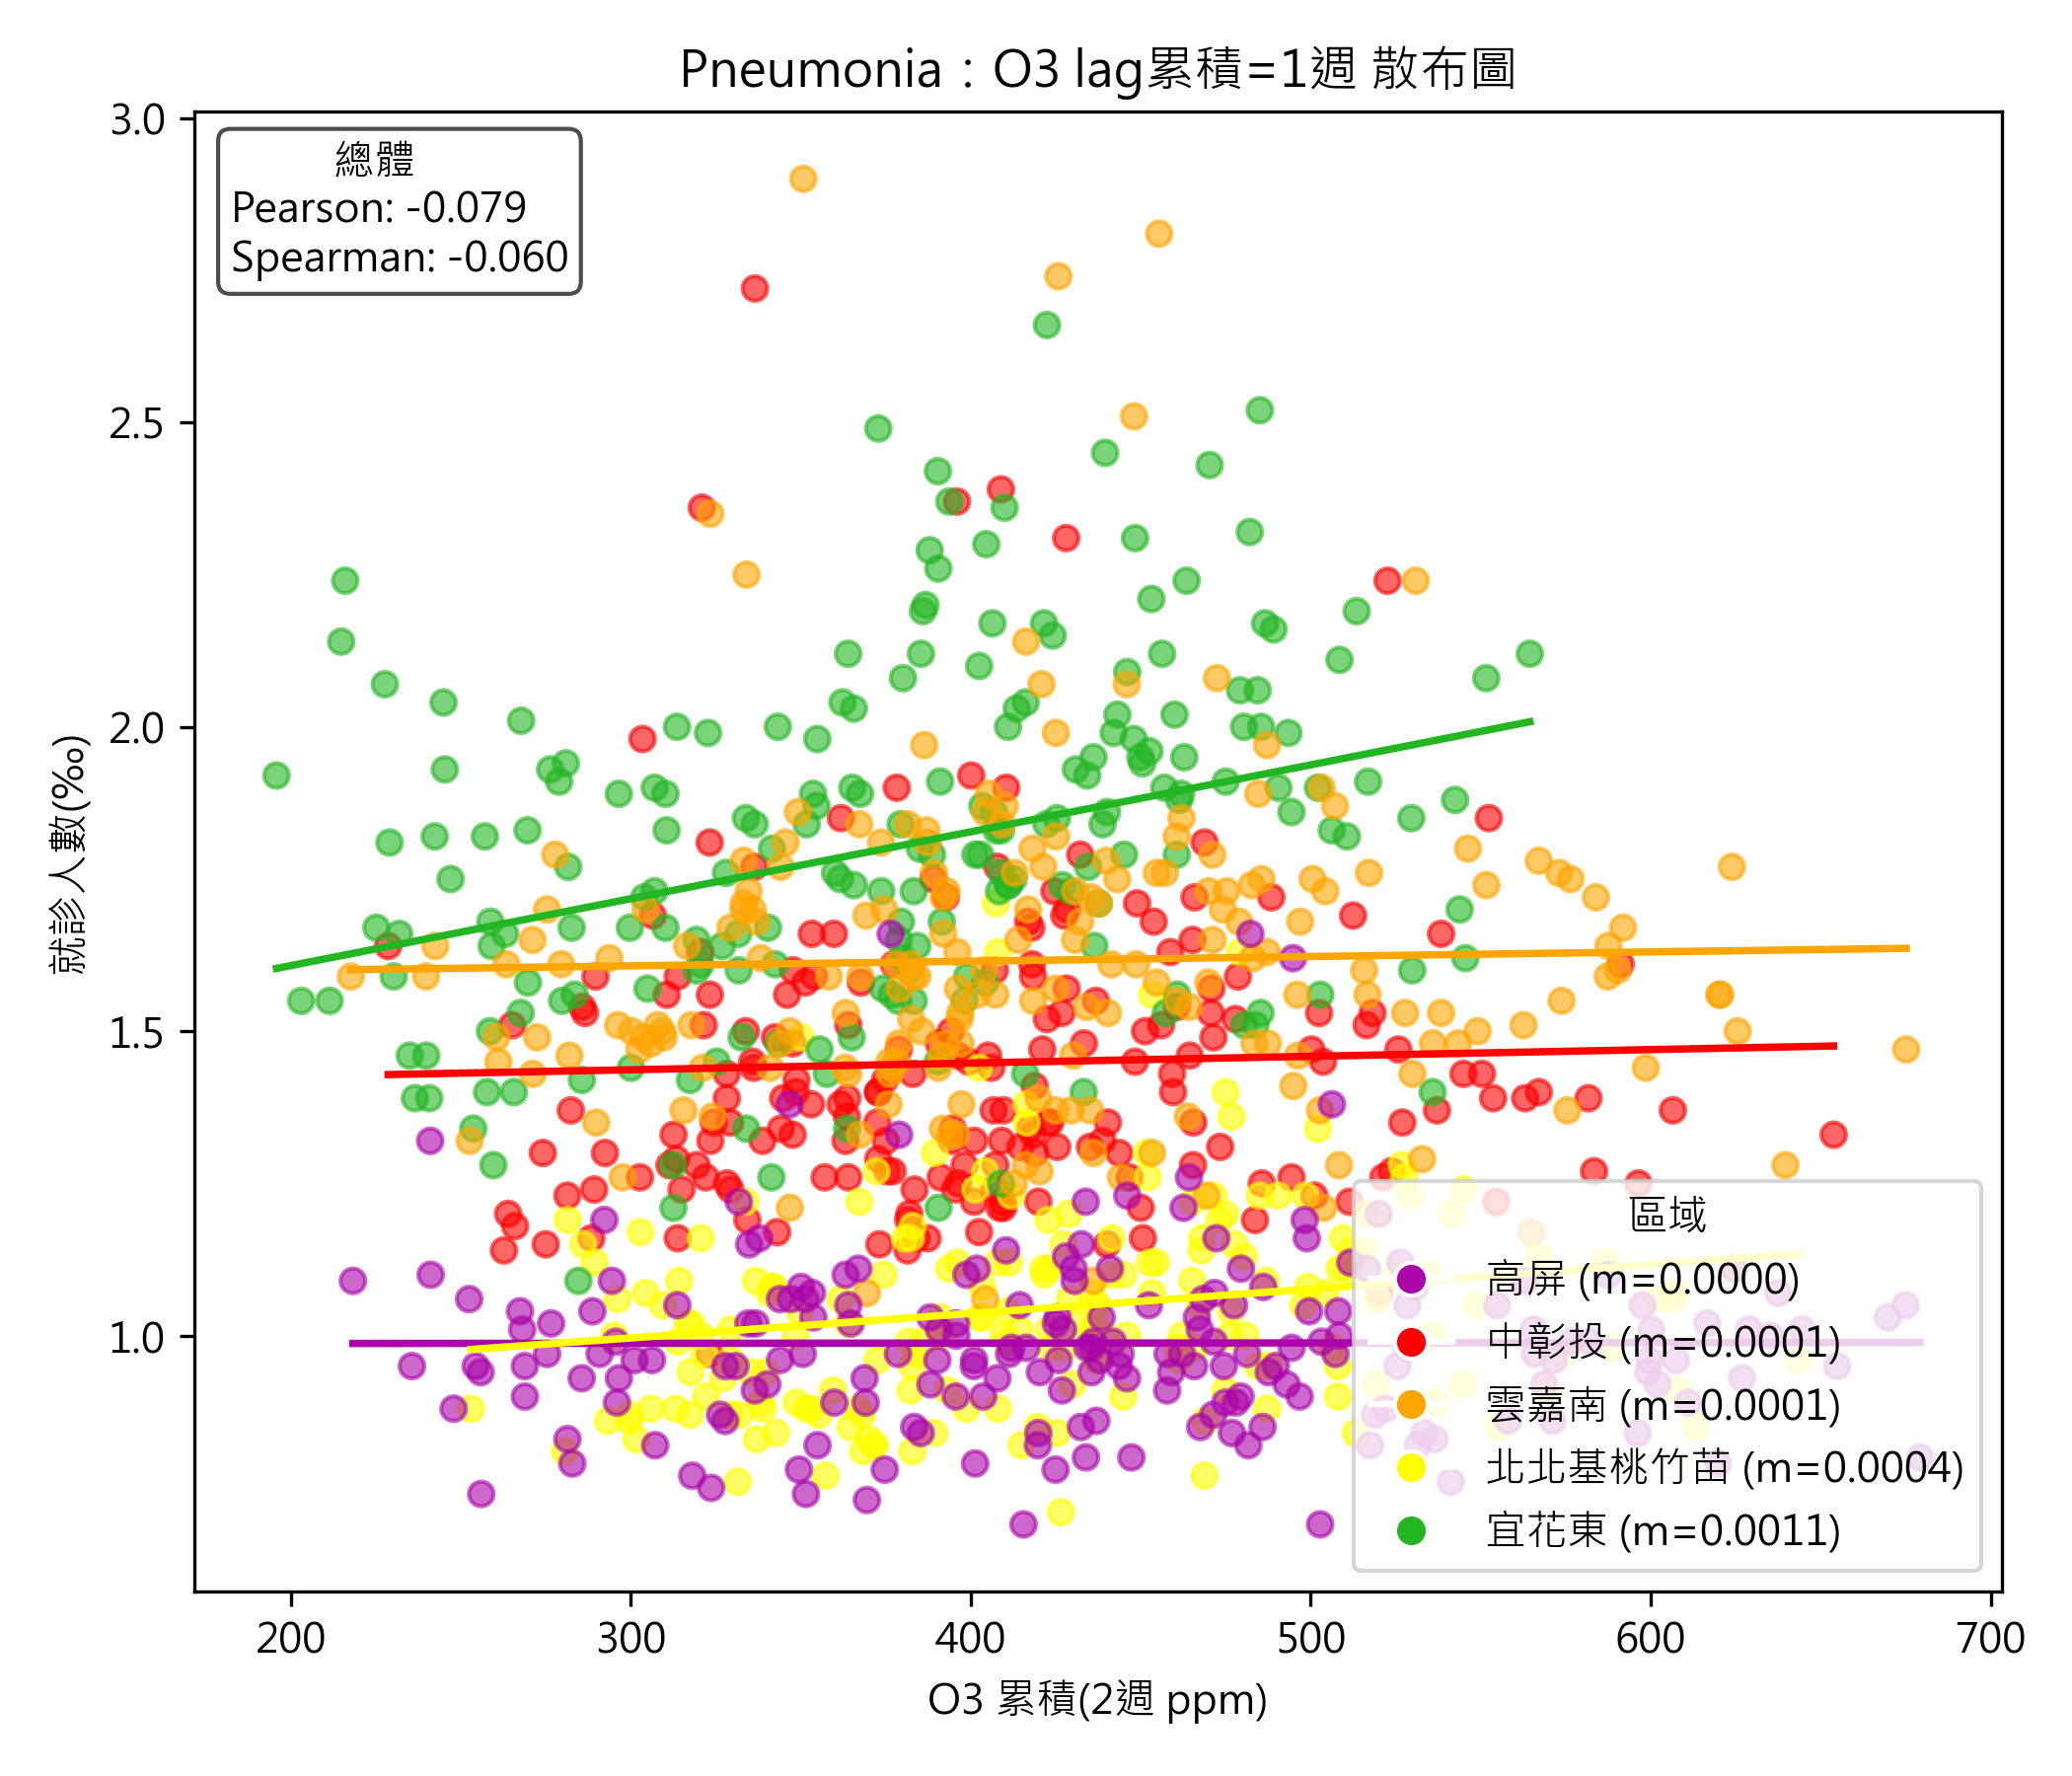 Pneumonia：O3 lag累積=1週 散布圖
總體
Pearson: -0.079
Spearman: -0.060
3.0
2.5
2.0
1.5
1.0
就診人數(‰)
區域
高屏 (m=0.0000)
中彰投 (m=0.0001)
雲嘉南 (m=0.0001)
北北基桃竹苗 (m=0.0004)
宜花東 (m=0.0011)
200 300 400 500 600 700
O3 累積(2週 ppm)